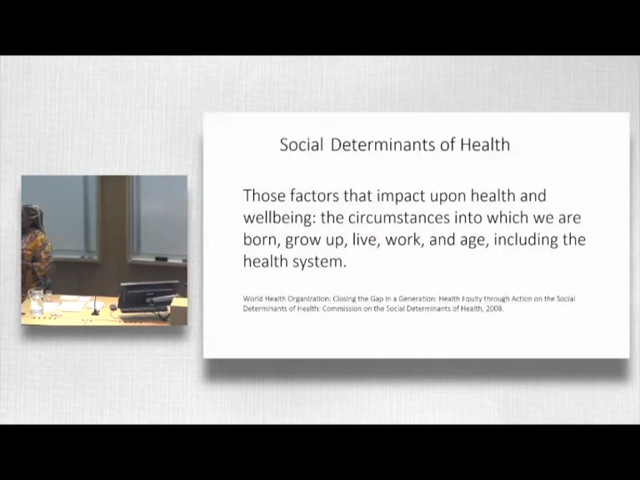 Social Determinants of Health
Those factors that impact upon health and
wellbeing: the circumstances into which we are
born, grow up, live, work, and age, including the
health system.
World Health Organization: Closing the Gap in a Generation: Health Equity through Action on the Social
Determinants of Health: Commission on the Social Determinants of Health, 2008.